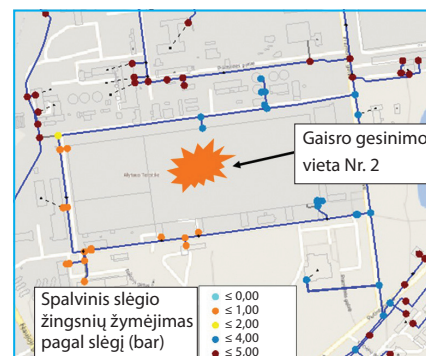 Gaisro gesinimo
vieta Nr. 2
Spalvinis slėgio
žingsnių žymėjimas
pagal slėgį (bar)
≤ 0,00
≤ 1,00
≤ 2,00
≤ 4,00
≤ 5,00